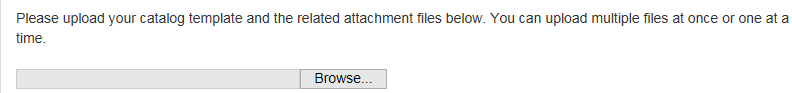 Please upload your catalog template and the related attachment files below. You can upload multiple files at once or one at a
time.
Browse...